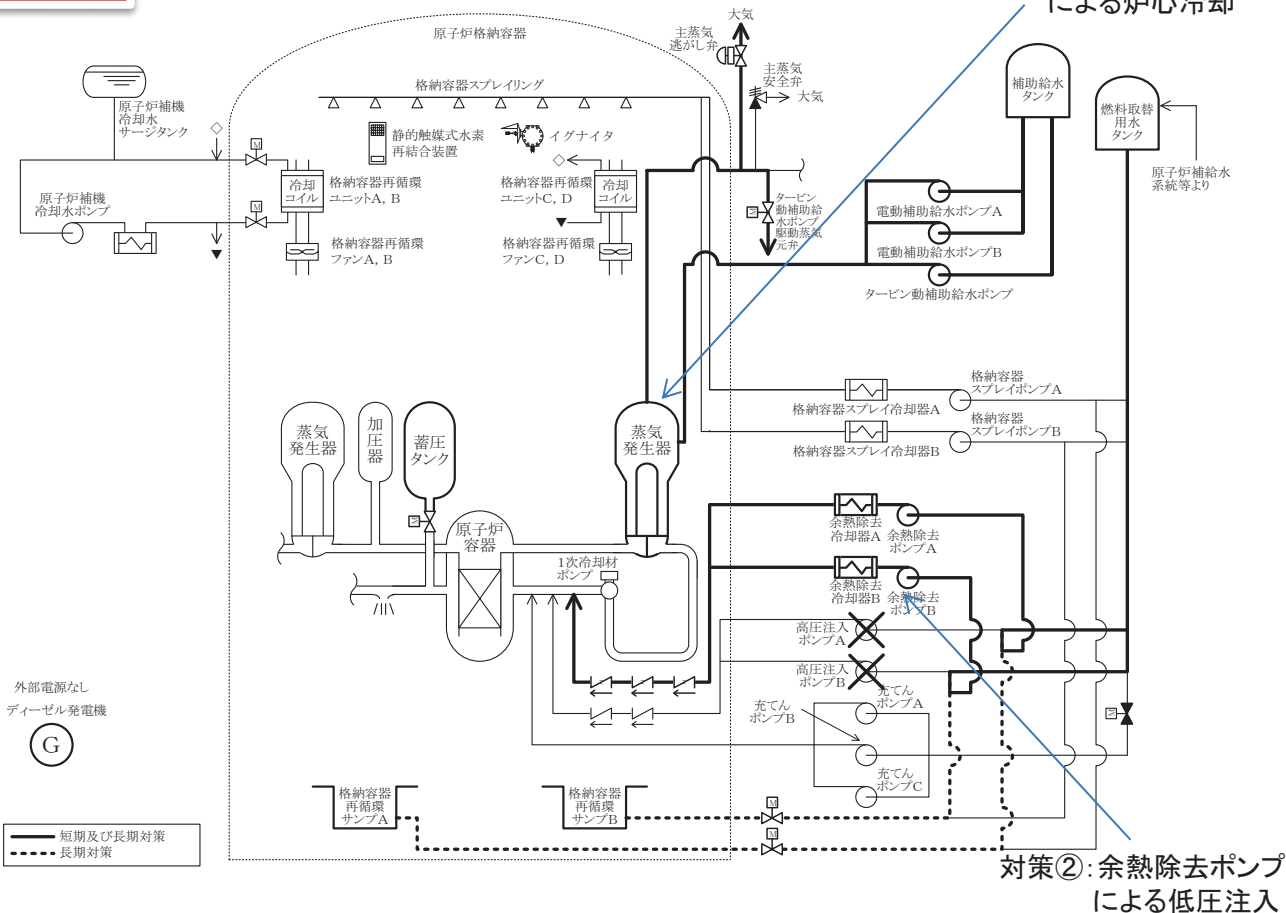 による炉心冷却
大気
主蒸気
逃がし弁
主蒸気
安全弁
大気
原子炉格納容器
格納容器スプレイリング
原子炉補機
冷却水
サージタンク
静的触媒式水素
再結合装置
イグナイタ
補助給水
タンク
燃料取替
用水
タンク
原子炉補給水
系統等より
M
冷却
コイル
格納容器再循環
ユニットA, B
格納容器再循環
ユニットC, D
冷却
コイル
原子炉補機
冷却水ポンプ
M
格納容器再循環
ファンA, B
格納容器再循環
ファンC, D
M
タービン
動補助給
水ポンプ
駆動蒸気
元弁
電動補助給水ポンプA
電動補助給水ポンプB
タービン動補助給水ポンプ
格納容器
スプレイポンプA
格納容器スプレイ冷却器A
格納容器
スプレイポンプB
格納容器スプレイ冷却器B
蒸気
発生器
加
圧
器
蓄圧
タンク
蒸気
発生器
M
原子炉
容器
1次冷却材
ポンプ
余熱除去
冷却器A
余熱除去
ポンプA
余熱除去
冷却器B
余熱除去
ポンプB
高圧注入
ポンプA
高圧注入
ポンプB
充てん
ポンプA
充てん
ポンプB
充てん
ポンプC
M
外部電源なし
ディーゼル発電機
G
格納容器
再循環
サンプA
格納容器
再循環
サンプB
M
M
短期及び長期対策
長期対策
対策②:余熱除去ポンプ
による低圧注入